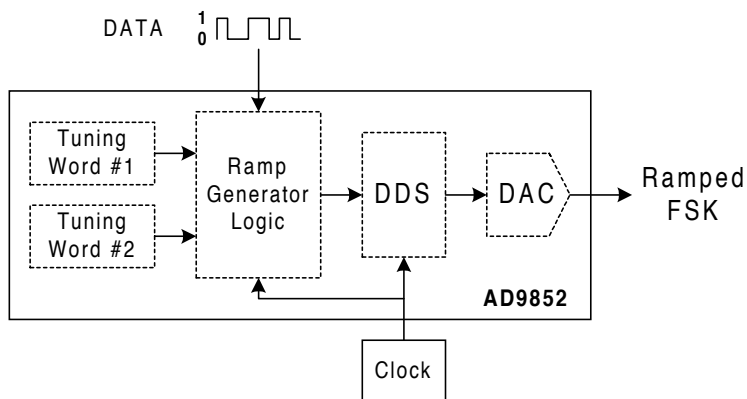 DATA
1
0
Tuning
Word #1
Tuning
Word #2
Ramp
Generator
Logic
DDS
DAC
Ramped
FSK
AD9852
Clock